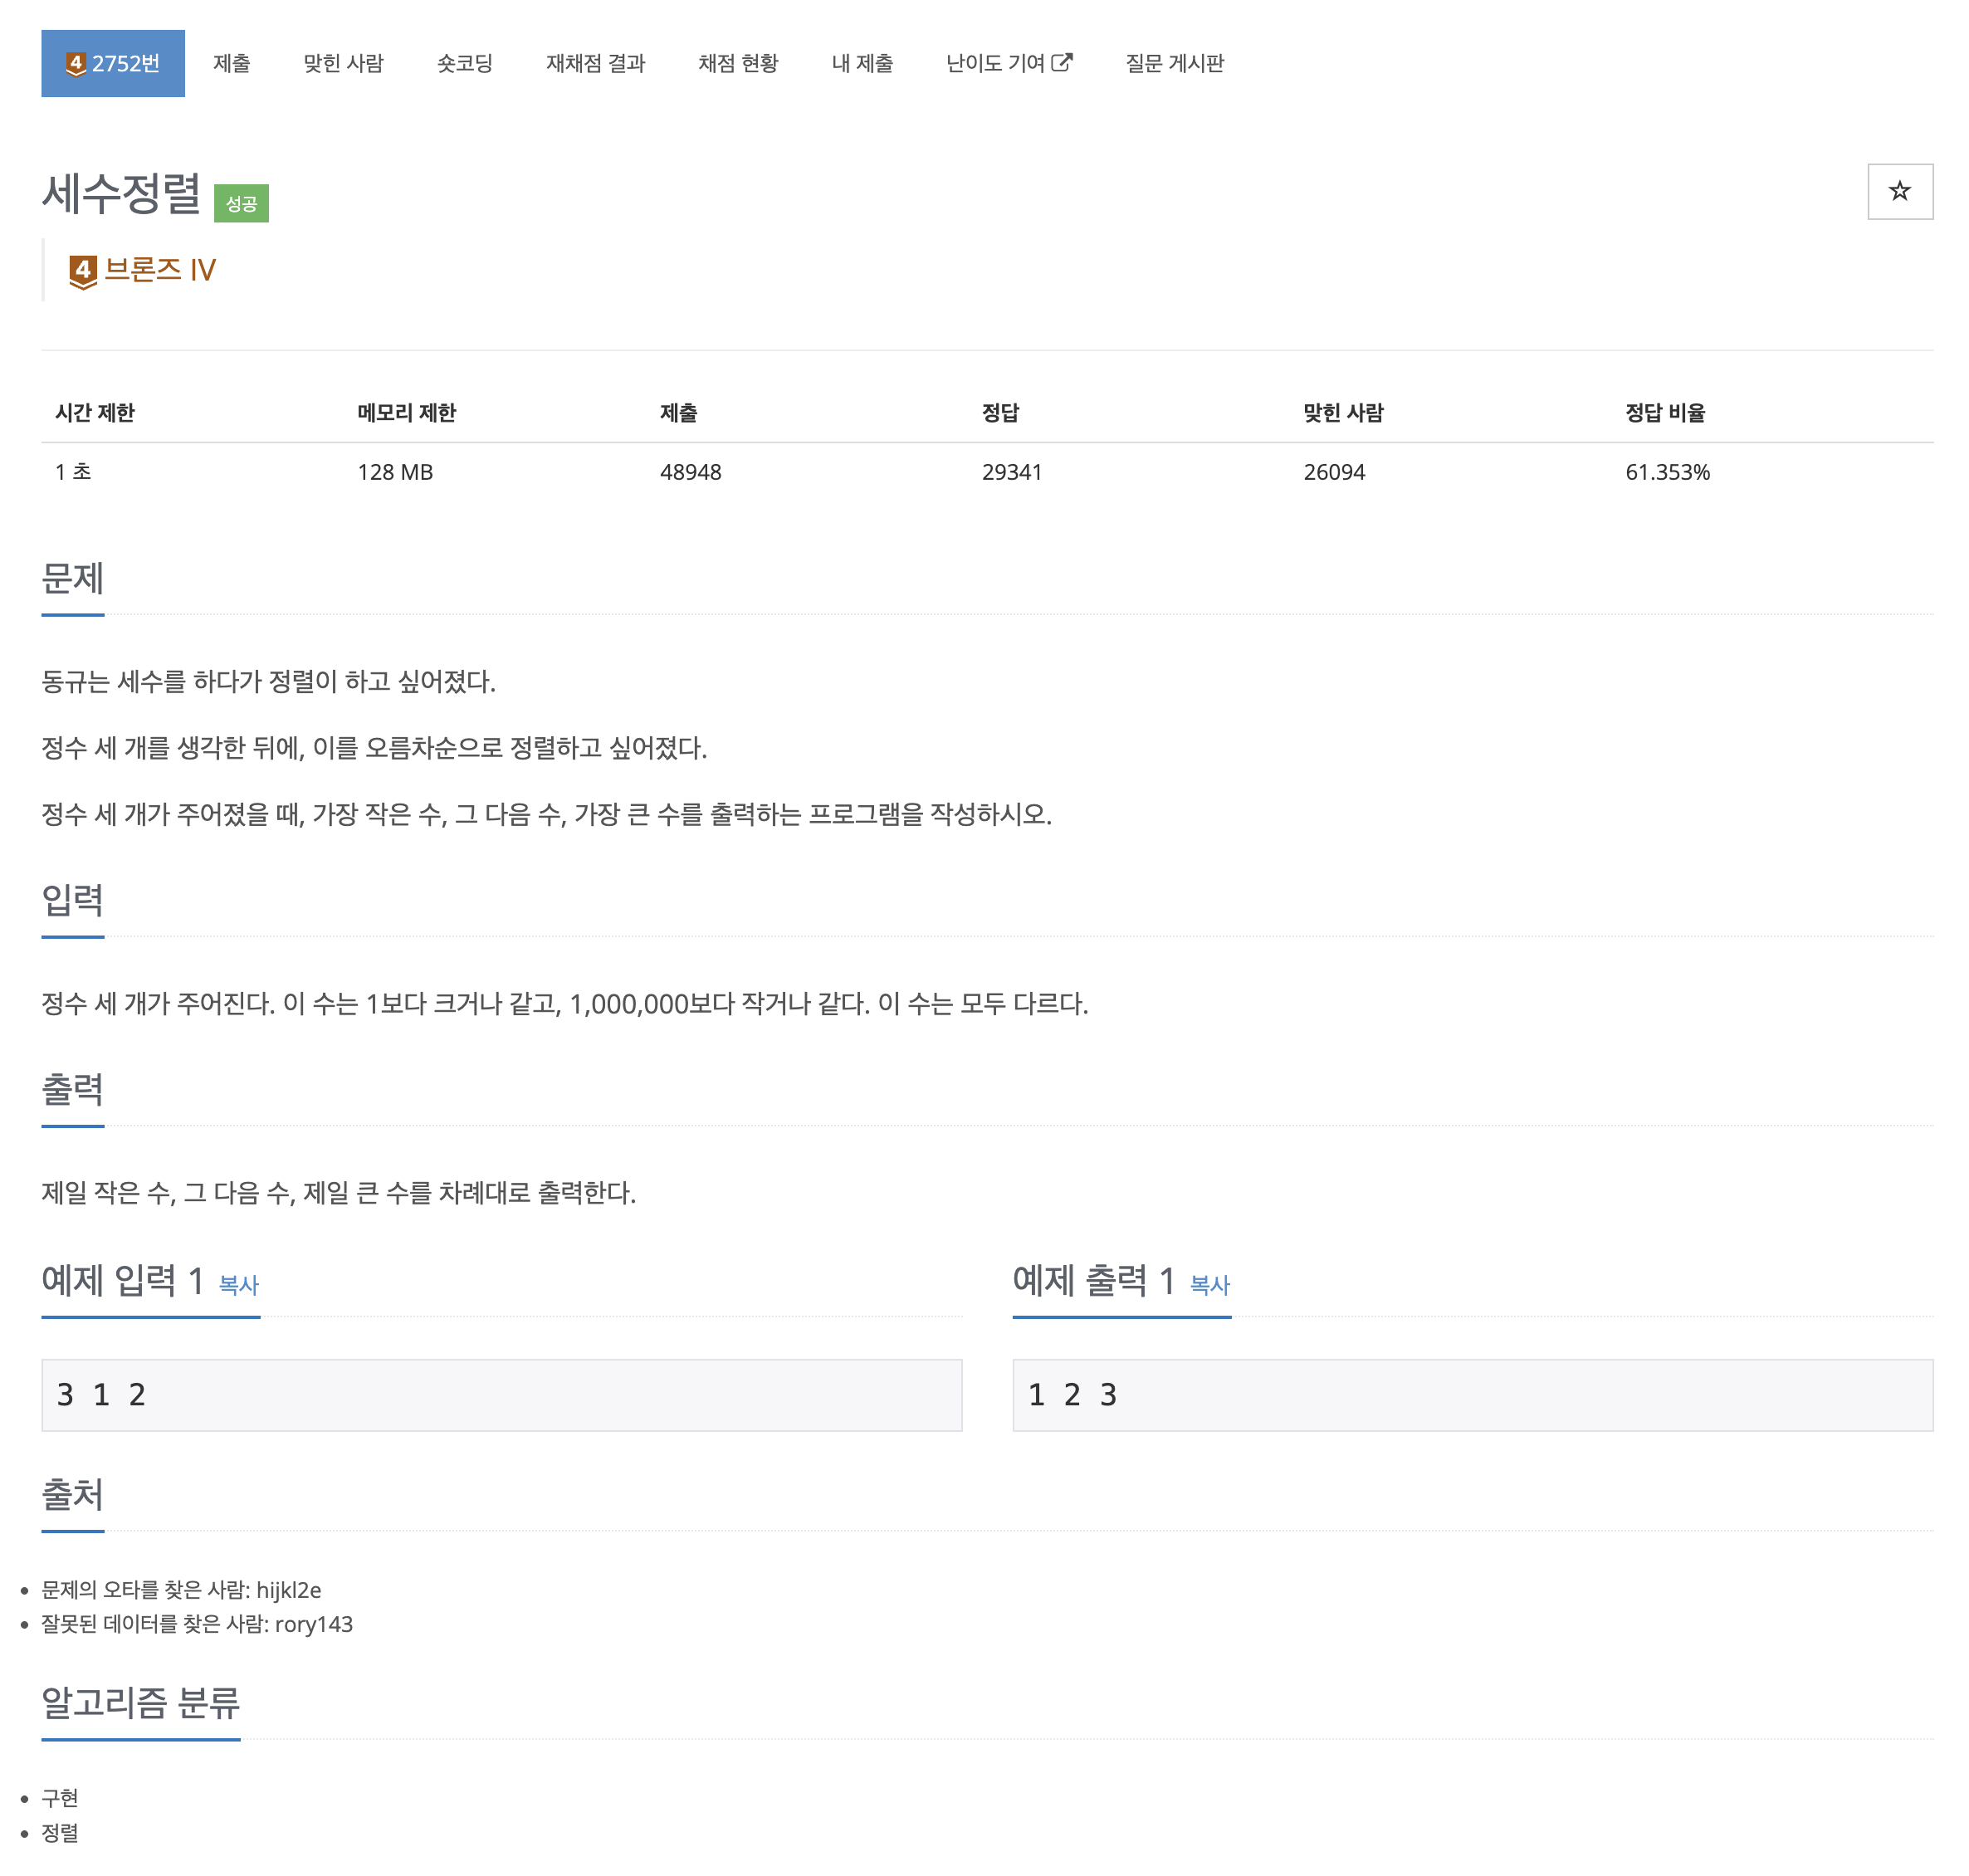 4 2752번 제출 맞힌 사람 숏코딩 재채점 결과 채점 현황 내 제출 난이도 기여 질문 게시판
세수정렬 성공
4 브론즈 IV
시간 제한 메모리 제한 제출 정답 맞힌 사람 정답 비율
1 초 128 MB 48948 29341 26094 61.353%
문제
동규는 세수를 하다가 정렬이 하고 싶어졌다.
정수 세 개를 생각한 뒤에, 이를 오름차순으로 정렬하고 싶어졌다.
정수 세 개가 주어졌을 때, 가장 작은 수, 그 다음 수, 가장 큰 수를 출력하는 프로그램을 작성하시오.
입력
정수 세 개가 주어진다. 이 수는 1보다 크거나 같고, 1,000,000보다 작거나 같다. 이 수는 모두 다르다.
출력
제일 작은 수, 그 다음 수, 제일 큰 수를 차례대로 출력한다.
예제 입력 1 복사
3 1 2
예제 출력 1 복사
1 2 3
출처
문제의 오타를 찾은 사람: hijkl2e
잘못된 데이터를 찾은 사람: rory143
알고리즘 분류
구현
정렬